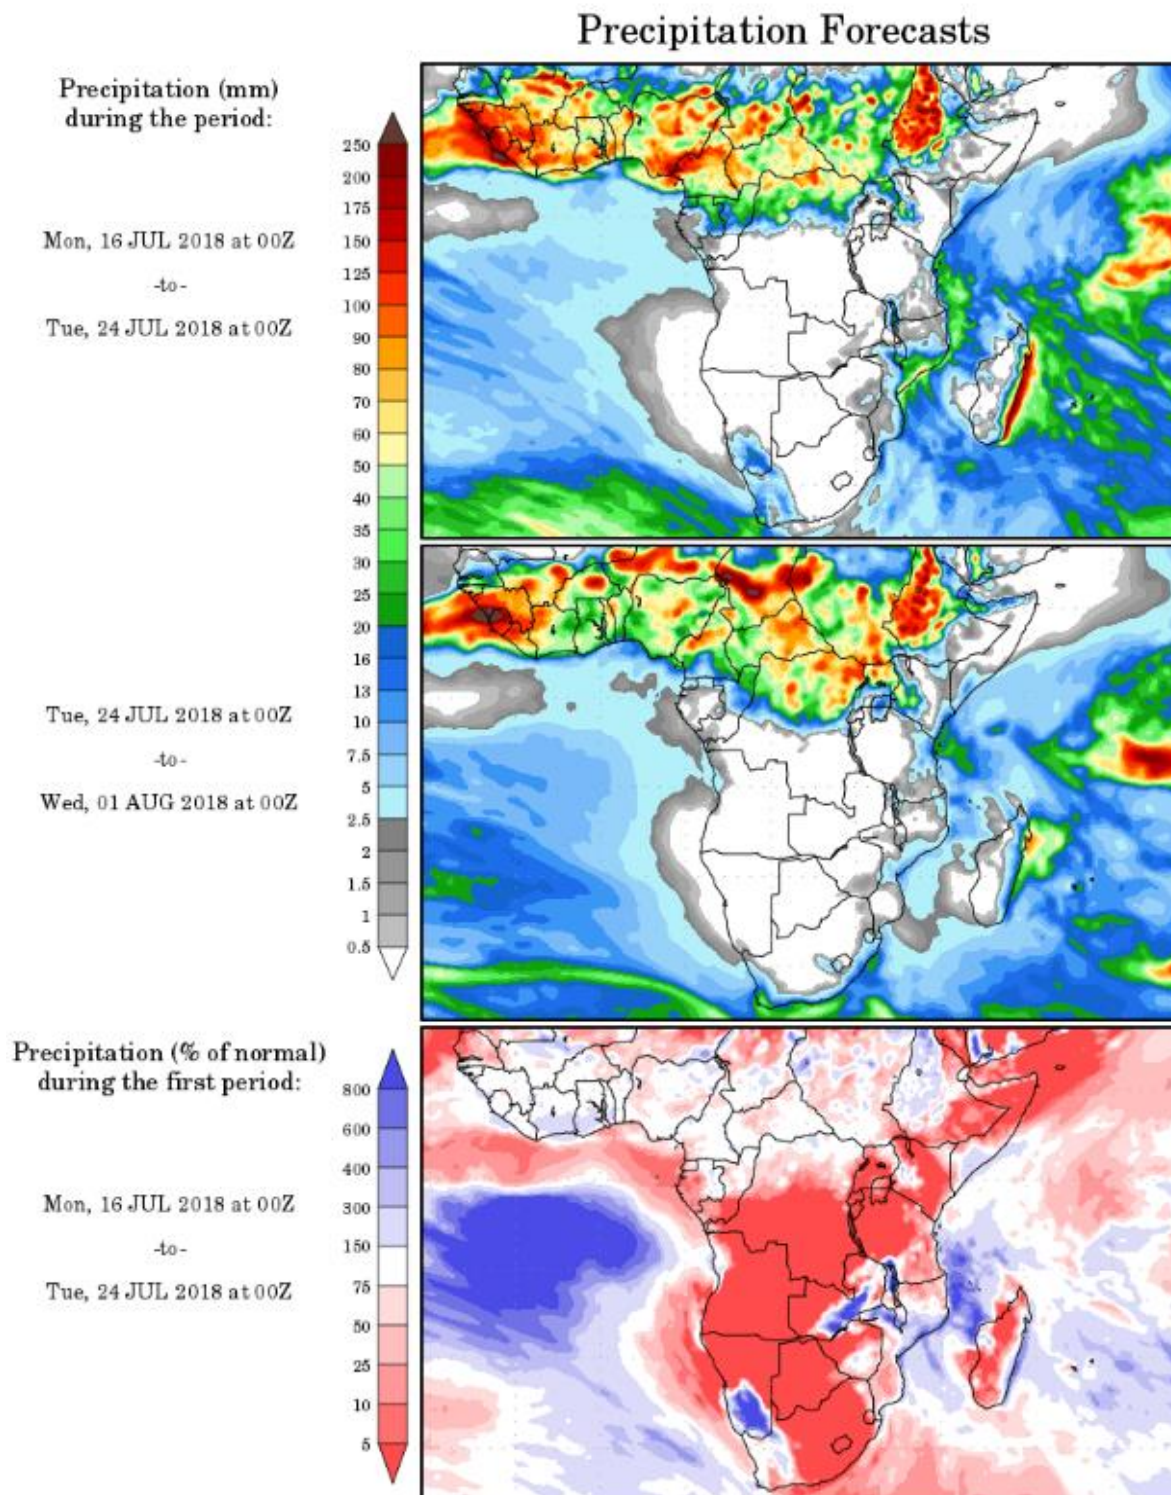 Precipitation Forecasts
Precipitation (mm)
during the period:
Mon, 16 JUL 2018 at 00Z
-to-
Tue, 24 JUL 2018 at 00Z
250
200
175
150
125
100
90
80
70
60
50
40
35
30
25
20
16
13
10
7.5
5
2.5
2
1.5
1
0.5
Tue, 24 JUL 2018 at 00Z
-to-
Wed, 01 AUG 2018 at 00Z
Precipitation (% of normal)
during the first period:
Mon, 16 JUL 2018 at 00Z
-to-
Tue, 24 JUL 2018 at 00Z
800
600
400
300
150
75
50
25
10
5